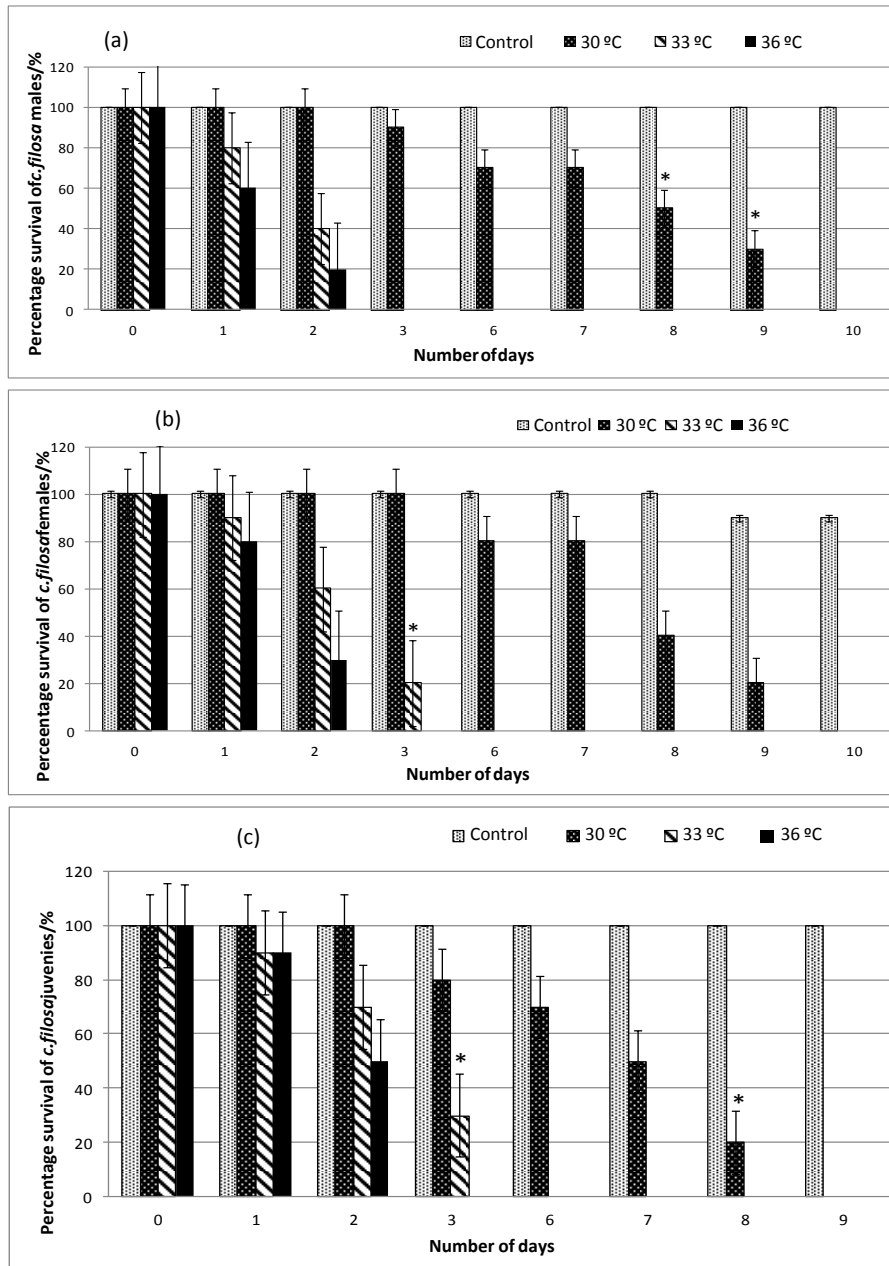 (a)
Control 30 ºC 33 ºC 36 ºC
Percentage survival of c.filosa males/%
120
100
80
60
40
20
0
* *
0 1 2 3 6 7 8 9 10
Number of days
(b)
Control 30 ºC 33 ºC 36 ºC
Perceentage survival of c.filosafemales/%
120
100
80
60
40
20
0
*
0 1 2 3 6 7 8 9 10
Number of days
(c)
Control 30 ºC 33 ºC 36 ºC
Percentage survival of c.filosajuvenies/%
120
100
80
60
40
20
0
* *
0 1 2 3 6 7 8 9
Number of days